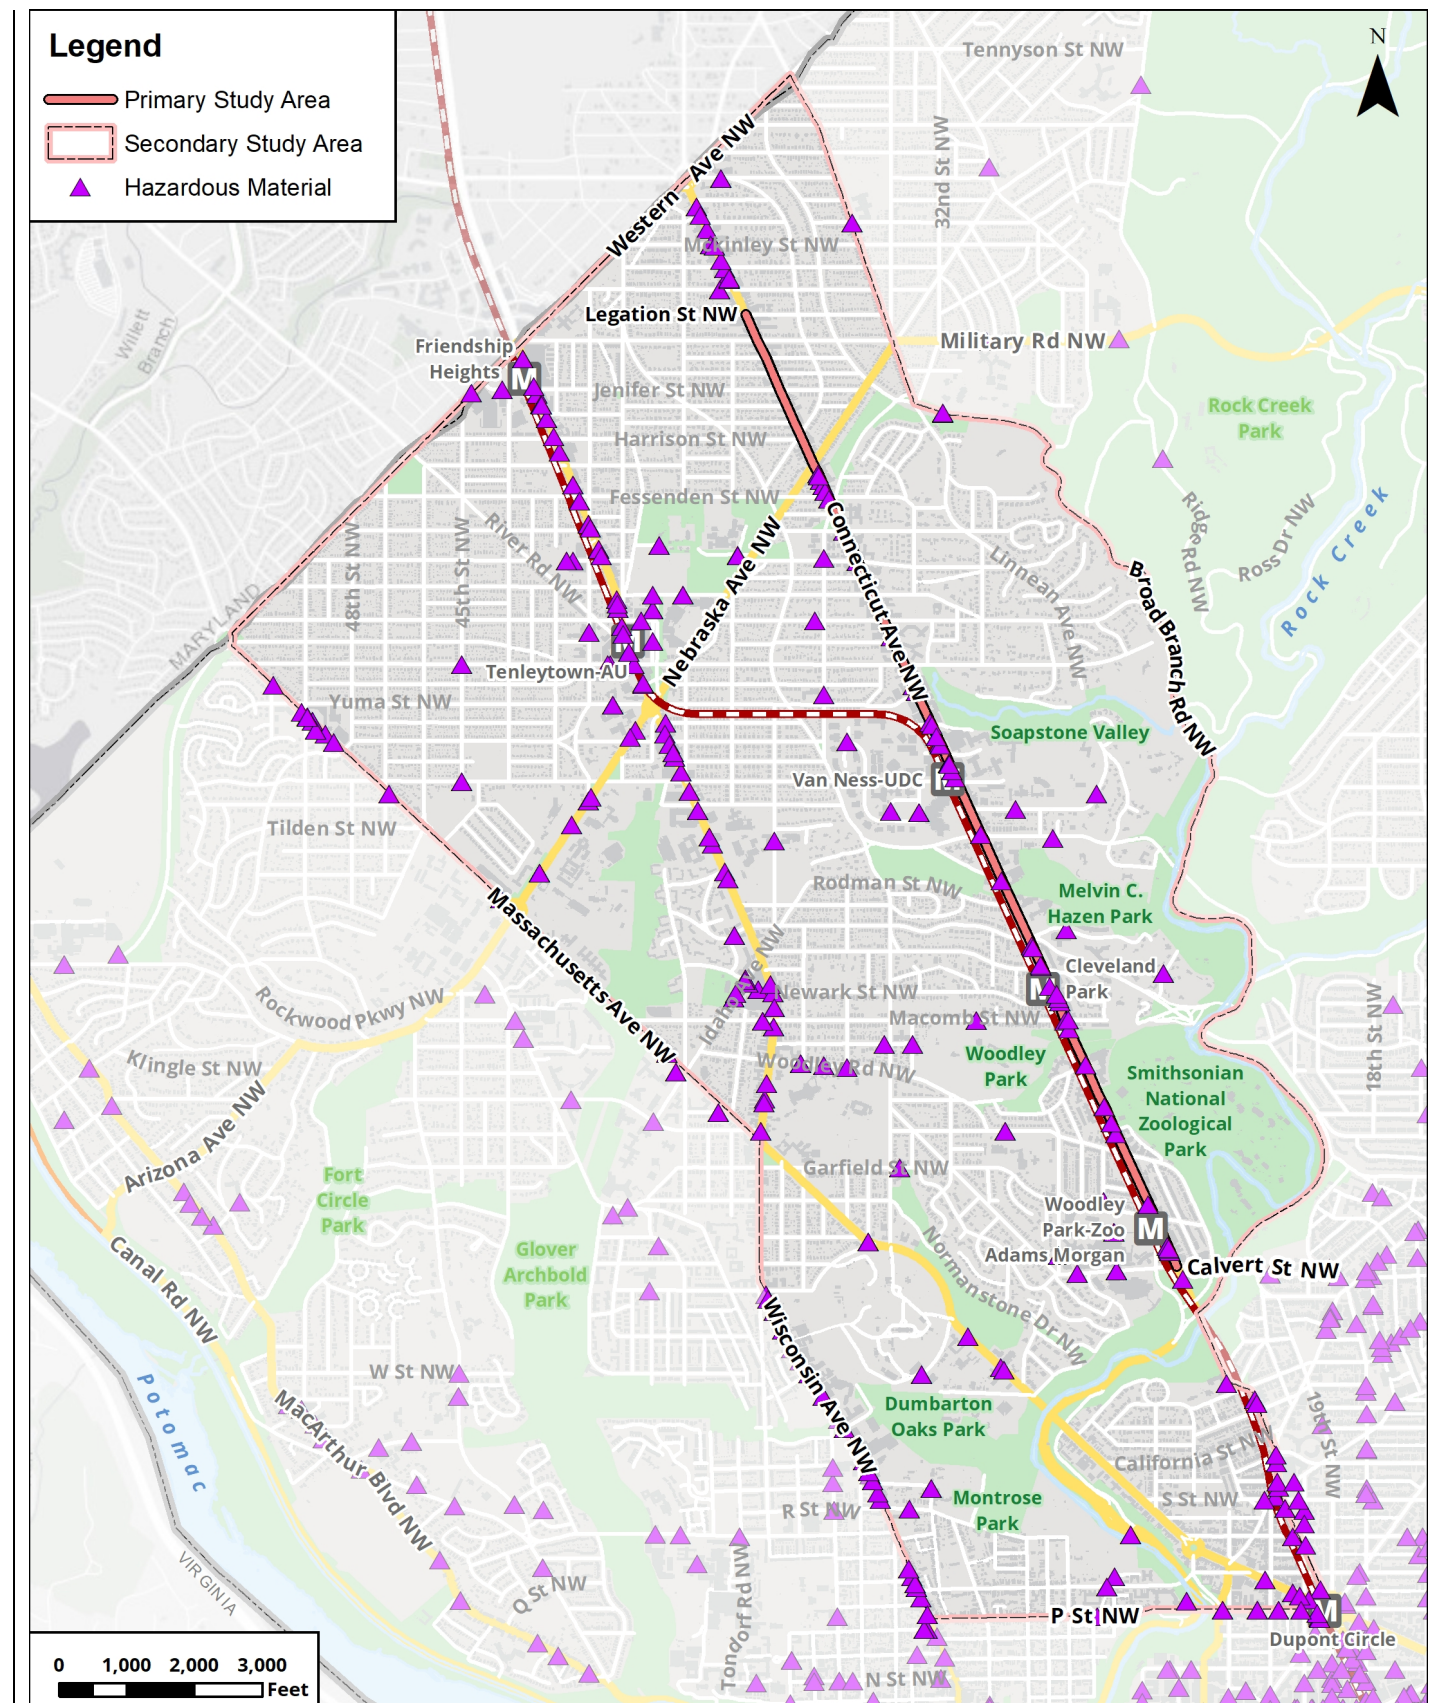 Legend
Primary Study Area
Secondary Study Area
Hazardous Material
N
Tennyson St NW
32nd St NW
Western Ave NW
McKinley St NW
Legation St NW
Military Rd NW
Willett
Branch
Friendship
Heights
M
Jenifer St NW
Rock Creek
Park
Harrison St NW
Fessenden St NW
River Rd NW
48th St NW
45th St NW
Connecticut Ave NW
Nebraska Ave NW
Linnean Ave NW
Ridge Rd NW
Ross Dr NW
Rock Creek
Broad Branch Rd NW
MARYLAND
Tenleytown-AU
Yuma St NW
Soapstone Valley
Van Ness-UDC
M
Tilden St NW
Rodman St NW
Melvin C.
Hazen Park
Massachusetts Ave NW
Idaho Ave NW
Cleveland
Park
M
Newark St NW
Macomb St NW
Rockwood Pkwy NW
18th St NW
Klingle St NW
Woodley Rd NW
Woodley
Park
Smithsonian
National
Zoological
Park
Arizona Ave NW
Garfield St NW
Fort
Circle
Park
Woodley
Park-Zoo
Adams Morgan
M
Glover
Archbold
Park
Normanstone Dr NW
Calvert St NW
Canal Rd NW
Wisconsin Ave NW
W St NW
Potomac
MacArthur Blvd NW
Dumbarton
Oaks Park
19th St NW
California St NW
S St NW
R St NW
Montrose
Park
VIRGINIA
Q St NW
Tondorf Rd NW
P St NW
M
Dupont Circle
N St NW
0 1,000 2,000 3,000
Feet